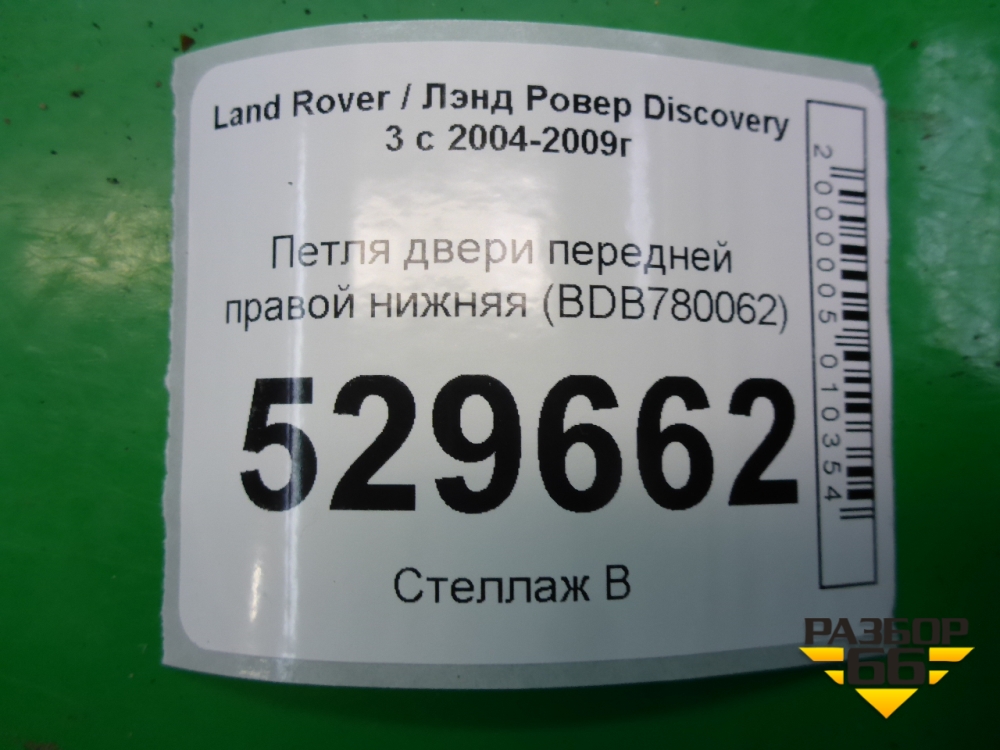 Land Rover / Лэнд Ровер Discovery
3 с 2004-2009г
Петля двери передней
правой нижняя (BDB780062)
529662
Стеллаж В
2000005010354
РАЗБОР
66